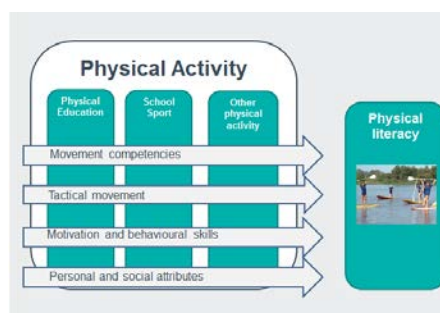 Physical Activity
Physical
Education
School
Sport
Other
physical
activity
Physical
literacy
Movement competencies
Tactical movement
Motivation and behavioural skills
Personal and social attributes